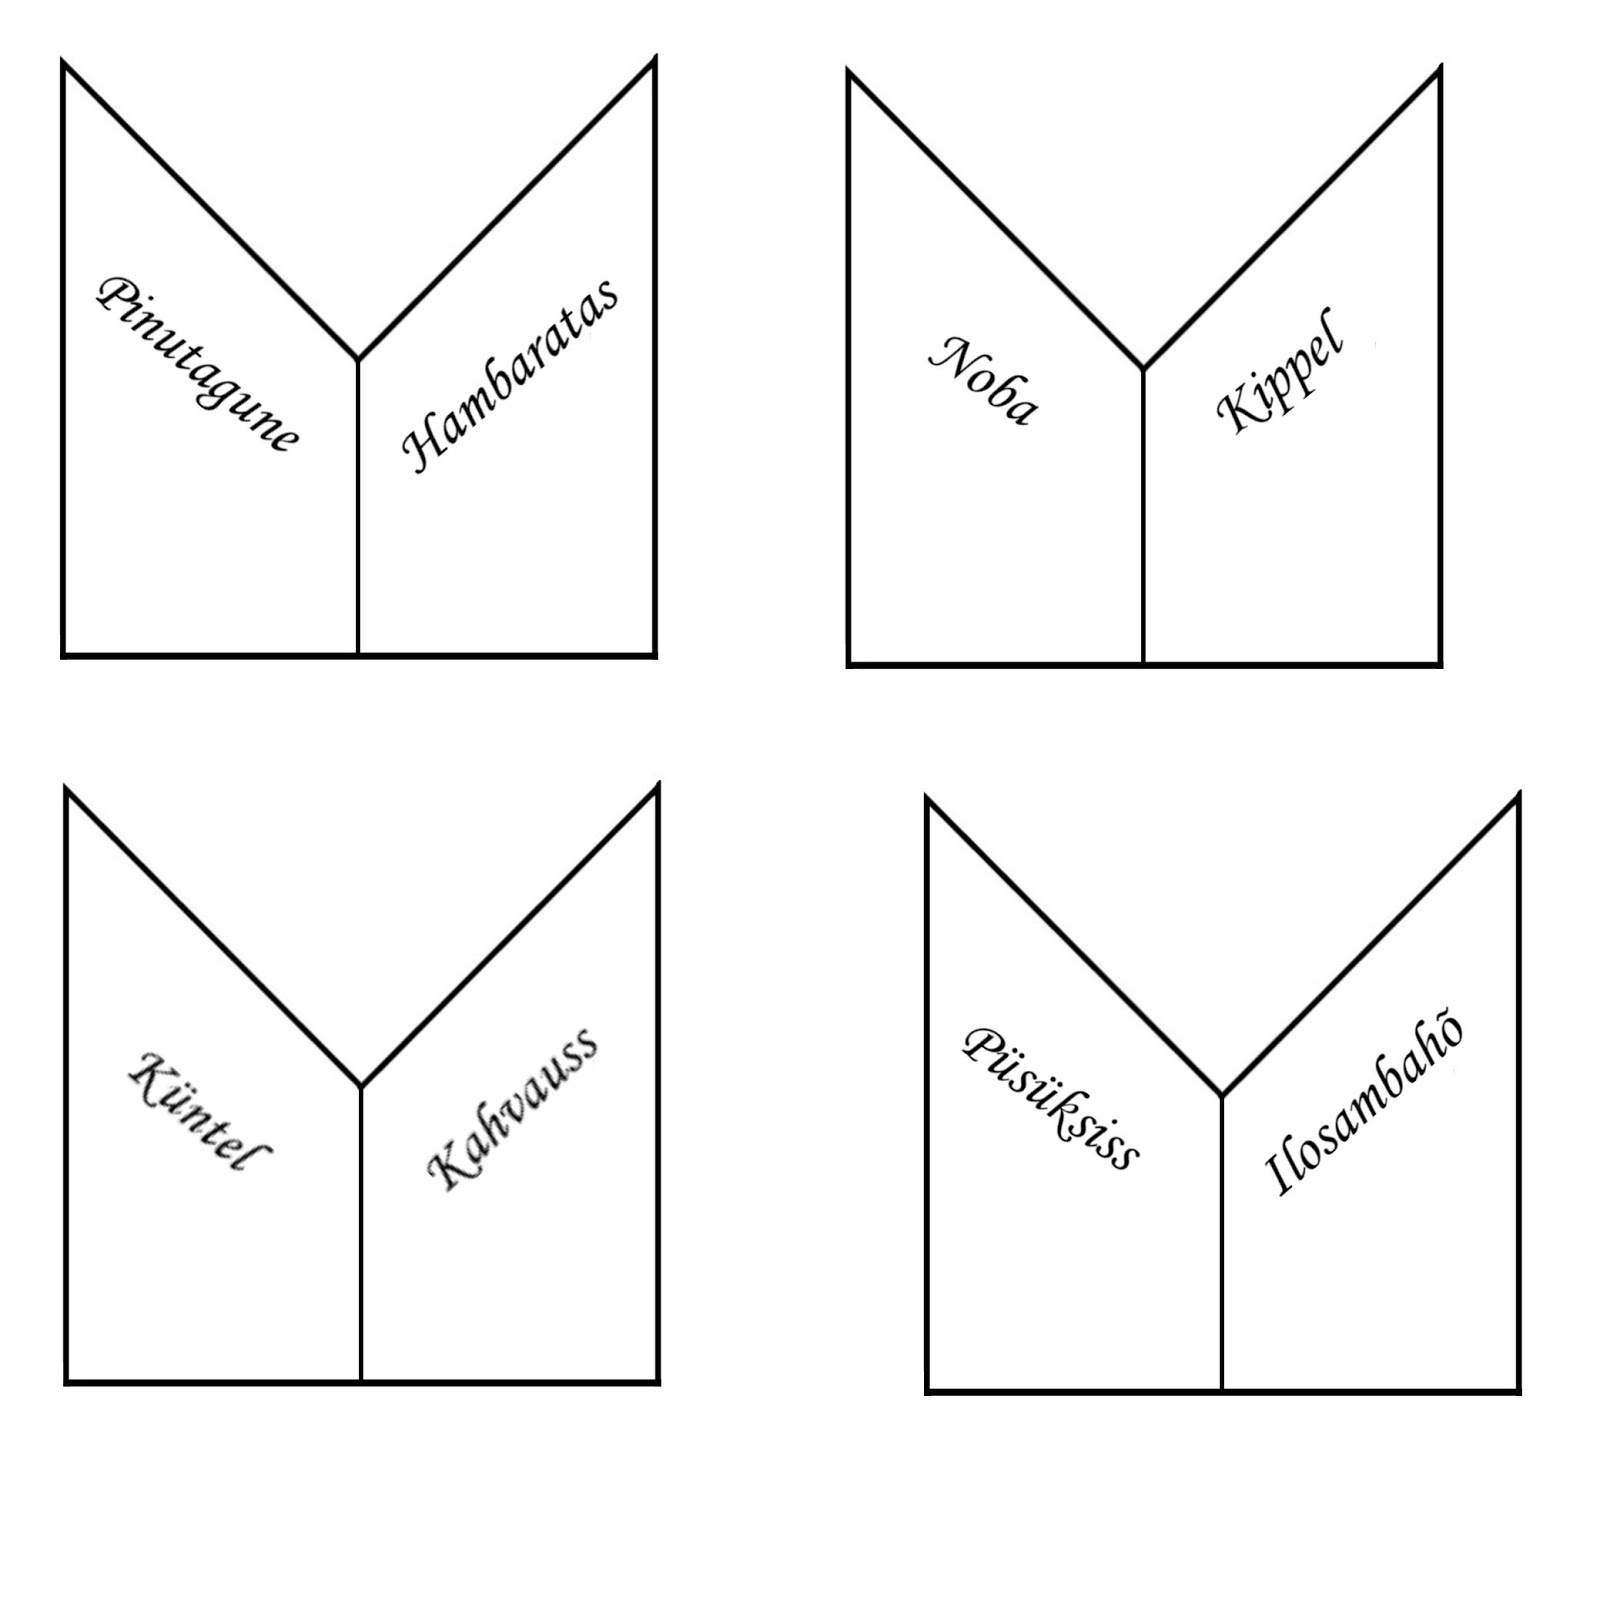 Pinutagune
Hambaratas
Noba
Kippel
Küntel
Kahvauss
Püsüksiss
Ilosambahõ